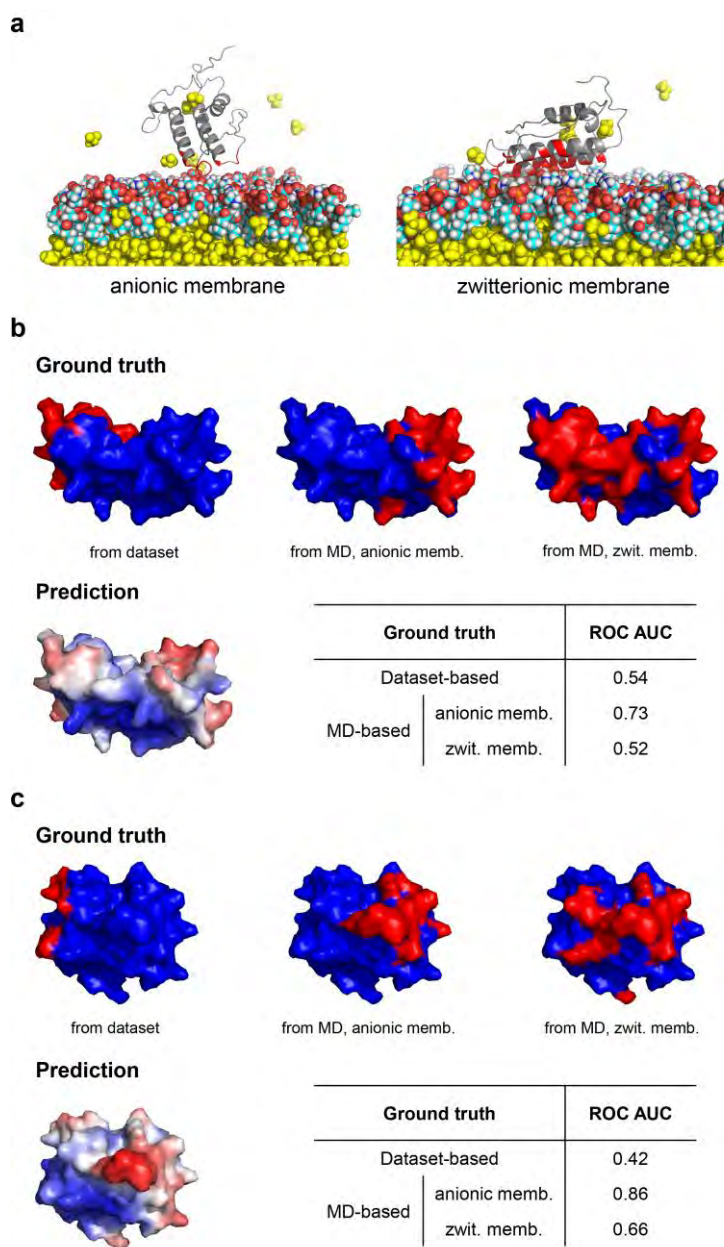 a
anionic membrane
zwitterionic membrane
b
Ground truth
from dataset
from MD, anionic memb.
from MD, zwit. memb.
Prediction
Ground truth ROC AUC
Dataset-based 0.54
MD-based anionic memb. 0.73
zwit. memb. 0.52
c
Ground truth
from dataset
from MD, anionic memb.
from MD, zwit. memb.
Prediction
Ground truth ROC AUC
Dataset-based 0.42
MD-based anionic memb. 0.86
zwit. memb. 0.66